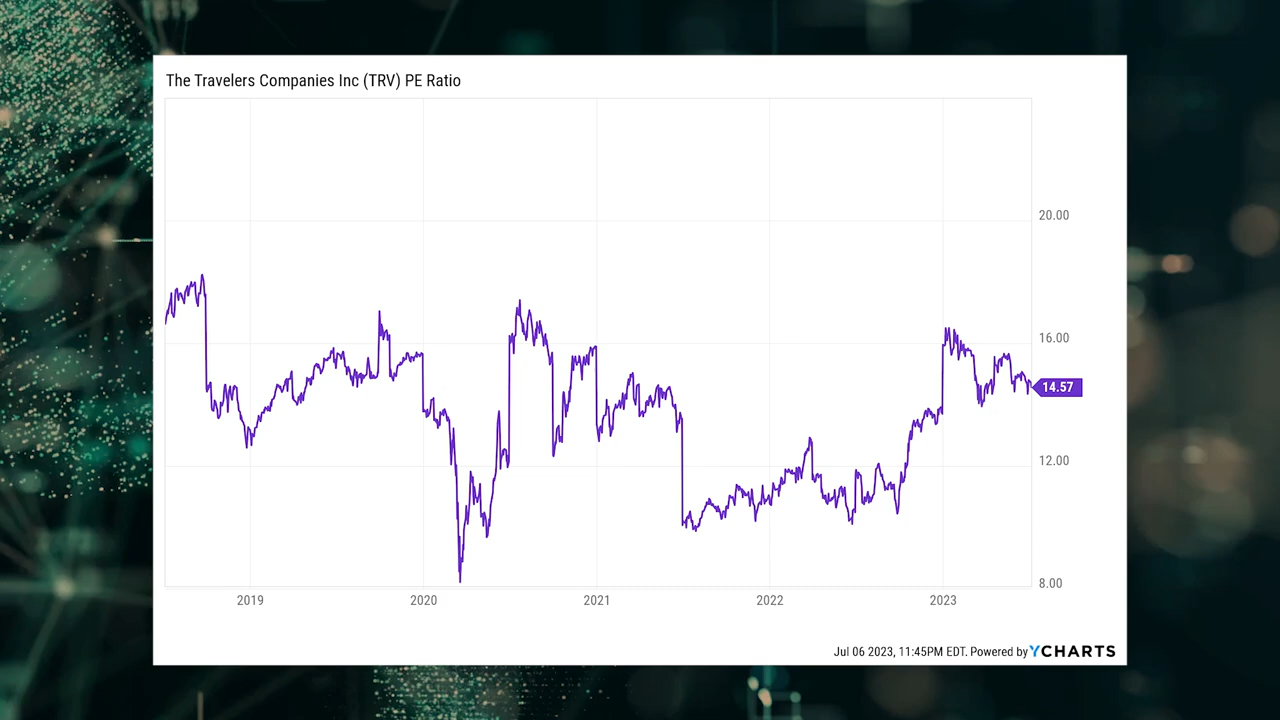 The Travelers Companies Inc (TRV) PE Ratio
20.00
16.00
14.57
12.00
8.00
2019 2020 2021 2022 2023
Jul 06 2023, 11:45PM EDT. Powered by YCHARTS